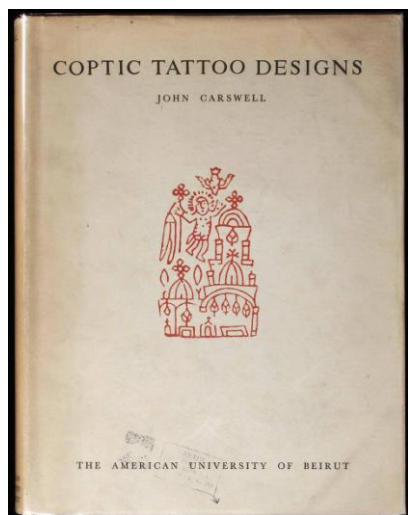 COPTIC TATTOO DESIGNS
JOHN CARSWELL
THE AMERICAN UNIVERSITY OF BEIRUT